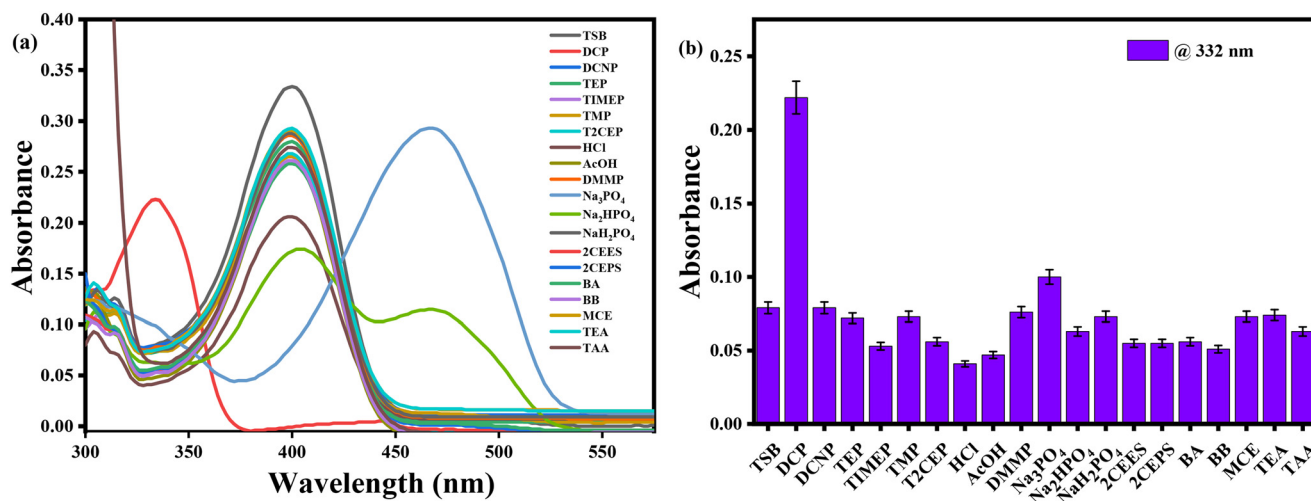 (a)
0.40
0.35
0.30
0.25
0.20
0.15
0.10
0.05
0.00
Absorbance
300
350
400
450
500
550
Wavelength (nm)
TSB
DCP
DCNP
TEP
TIMEP
TMP
T2CEP
HCl
AcOH
DMMP
Na₃PO₄
Na₂HPO₄
NaH₂PO₄
2CEES
2CEPS
BA
BB
MCE
TEA
TAA
(b)
@ 332 nm
0.25
0.20
0.15
0.10
0.05
0.00
Absorbance
TSB
DCP
DCNP
TEP
TIMEP
TMP
T2CEP
HCl
AcOH
DMMP
Na₃PO₄
Na₂HPO₄
NaH₂PO₄
2CEES
2CEPS
BA
BB
MCE
TEA
TAA